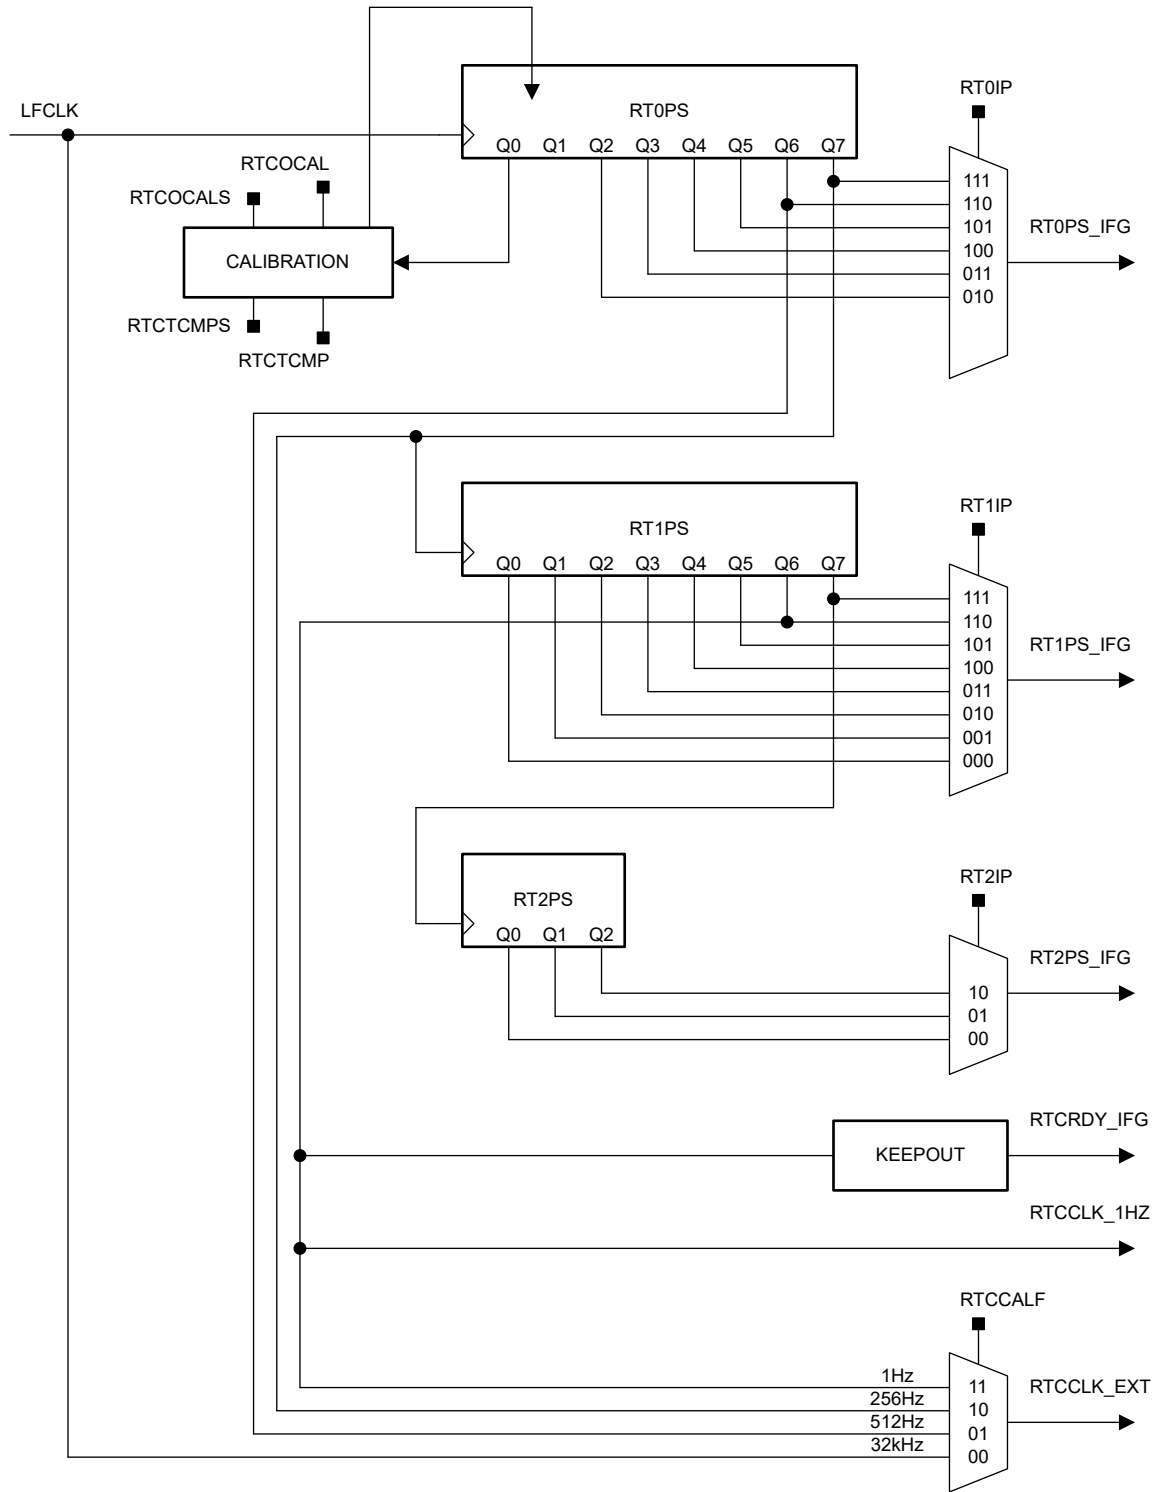 LFCLK
RT0PS
Q0 Q1 Q2 Q3 Q4 Q5 Q6 Q7
RT0IP
111
110
101
100
011
010
RT0PS_IFG
RTCOCAL
RTCOCALS
CALIBRATION
RTCTCMPS
RTCTCMP
RT1PS
Q0 Q1 Q2 Q3 Q4 Q5 Q6 Q7
RT1IP
111
110
101
100
011
010
001
000
RT1PS_IFG
RT2PS
Q0 Q1 Q2
RT2IP
10
01
00
RT2PS_IFG
KEEPOUT
RTCRDY_IFG
RTCCLK_1HZ
RTCCALF
1Hz 11
256Hz 10
512Hz 01
32kHz 00
RTCCLK_EXT